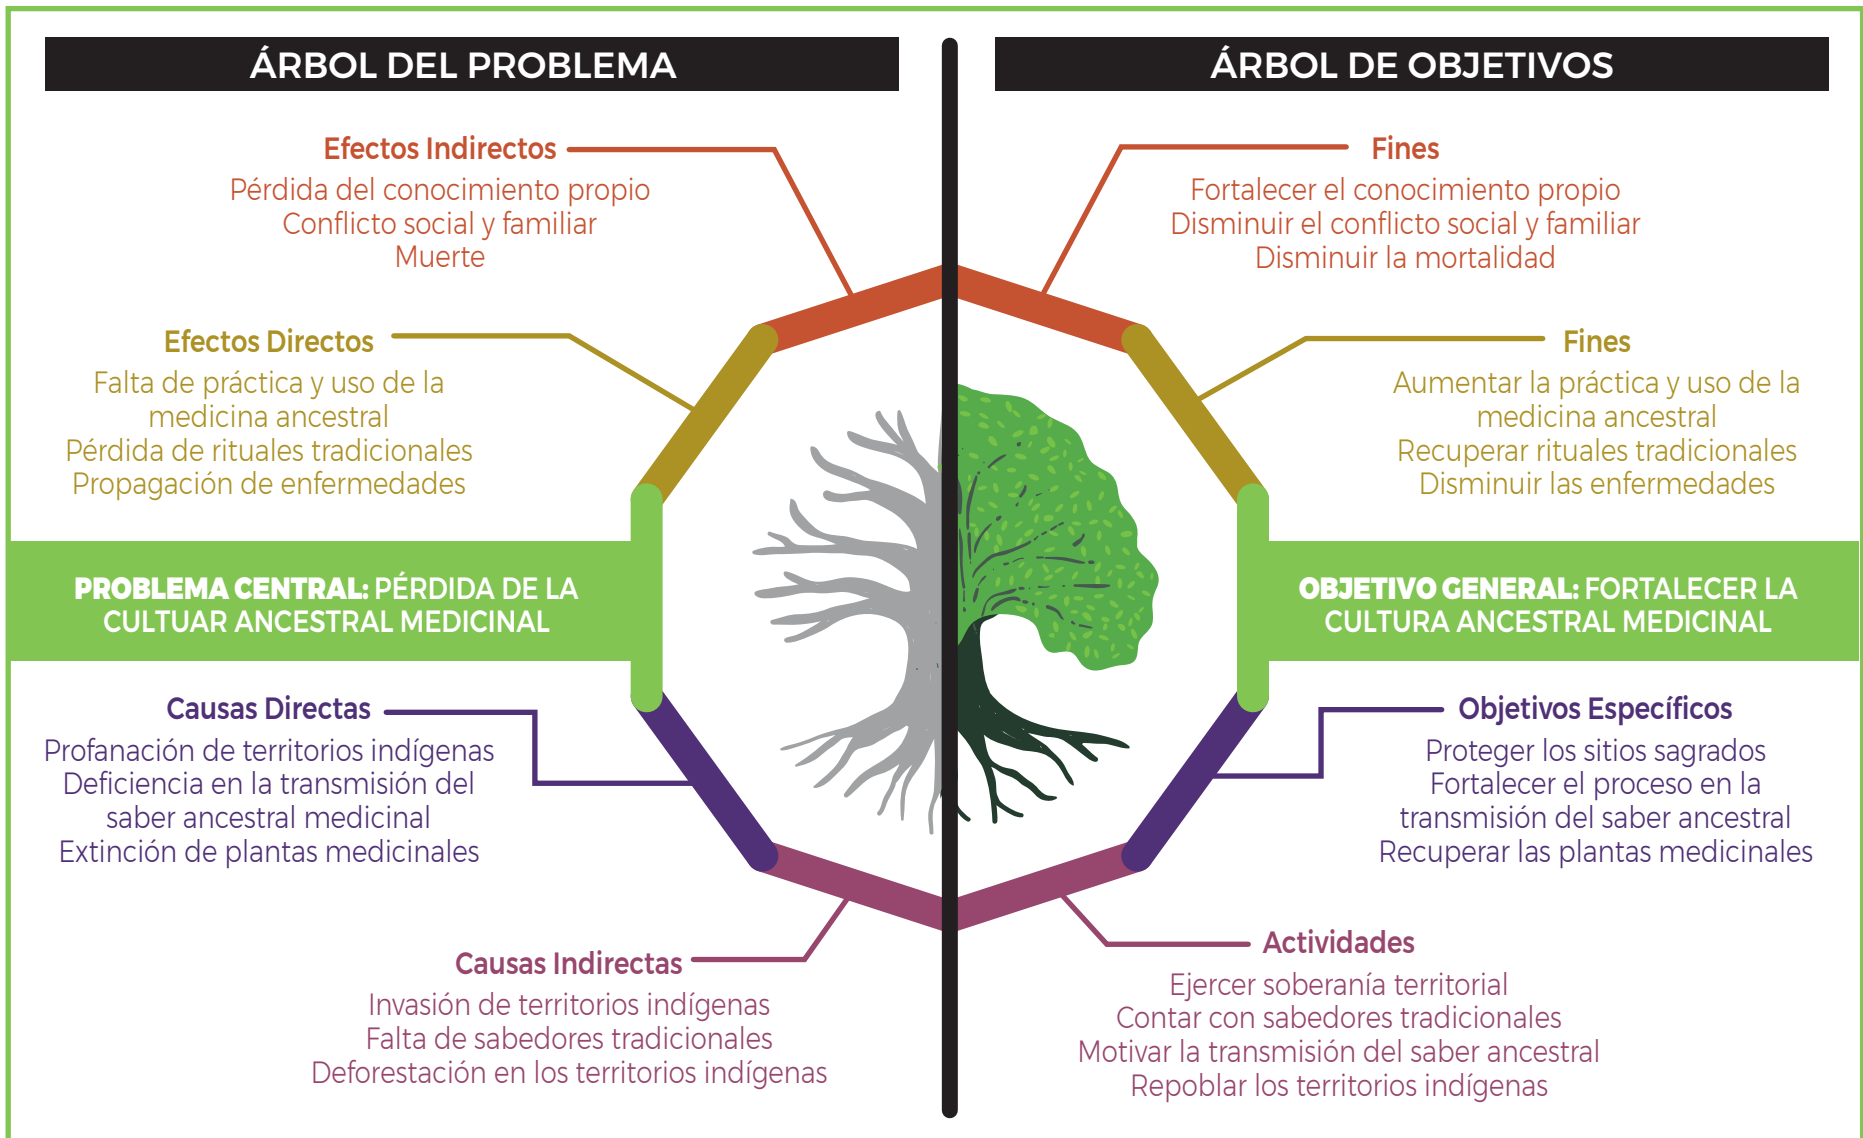 ÁRBOL DEL PROBLEMA
Efectos Indirectos
Pérdida del conocimiento propio
Conflicto social y familiar
Muerte
Efectos Directos
Falta de práctica y uso de la
medicina ancestral
Pérdida de rituales tradicionales
Propagación de enfermedades
PROBLEMA CENTRAL: PÉRDIDA DE LA
CULTUAR ANCESTRAL MEDICINAL
Causas Directas
Profanación de territorios indígenas
Deficiencia en la transmisión del
saber ancestral medicinal
Extinción de plantas medicinales
Causas Indirectas
Invasión de territorios indígenas
Falta de sabedores tradicionales
Deforestación en los territorios indígenas
ÁRBOL DE OBJETIVOS
Fines
Fortalecer el conocimiento propio
Disminuir el conflicto social y familiar
Disminuir la mortalidad
Fines
Aumentar la práctica y uso de la
medicina ancestral
Recuperar rituales tradicionales
Disminuir las enfermedades
OBJETIVO GENERAL: FORTALECER LA
CULTURA ANCESTRAL MEDICINAL
Objetivos Específicos
Proteger los sitios sagrados
Fortalecer el proceso en la
transmisión del saber ancestral
Recuperar las plantas medicinales
Actividades
Ejercer soberanía territorial
Contar con sabedores tradicionales
Motivar la transmisión del saber ancestral
Repoblar los territorios indígenas